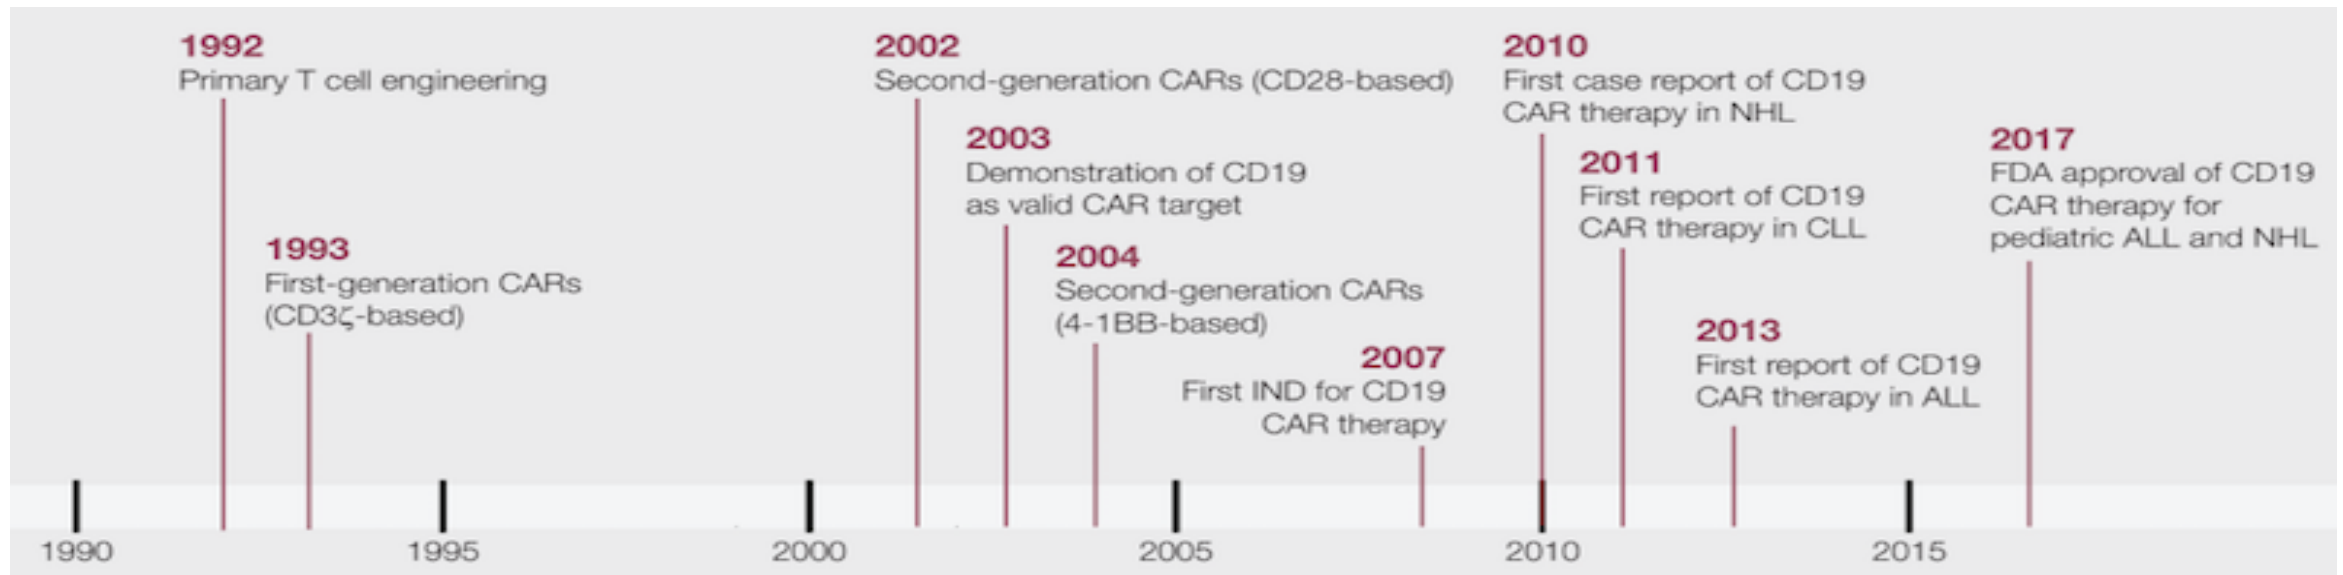 1992
Primary T cell engineering
1993
First-generation CARs
(CD3ζ-based)
2002
Second-generation CARs (CD28-based)
2003
Demonstration of CD19
as valid CAR target
2004
Second-generation CARs
(4-1BB-based)
2007
First IND for CD19
CAR therapy
2010
First case report of CD19
CAR therapy in NHL
2011
First report of CD19
CAR therapy in CLL
2013
First report of CD19
CAR therapy in ALL
2017
FDA approval of CD19
CAR therapy for
pediatric ALL and NHL
1990
1995
2000
2005
2010
2015